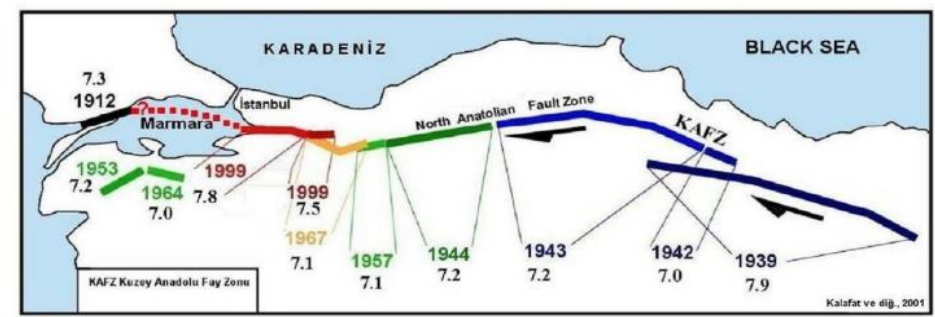 KARADENİZ
BLACK SEA
7.3
1912
?
İstanbul
Marmara
North Anatolian Fault Zone
KAFZ
1953
7.2
1964
7.0
1999
7.8
1999
7.5
1967
7.1
1957
7.1
1944
7.2
1943
7.2
1942
7.0
1939
7.9
KAFZ Kuzey Anadolu Fay Zonu
Kalafat ve diğ., 2001